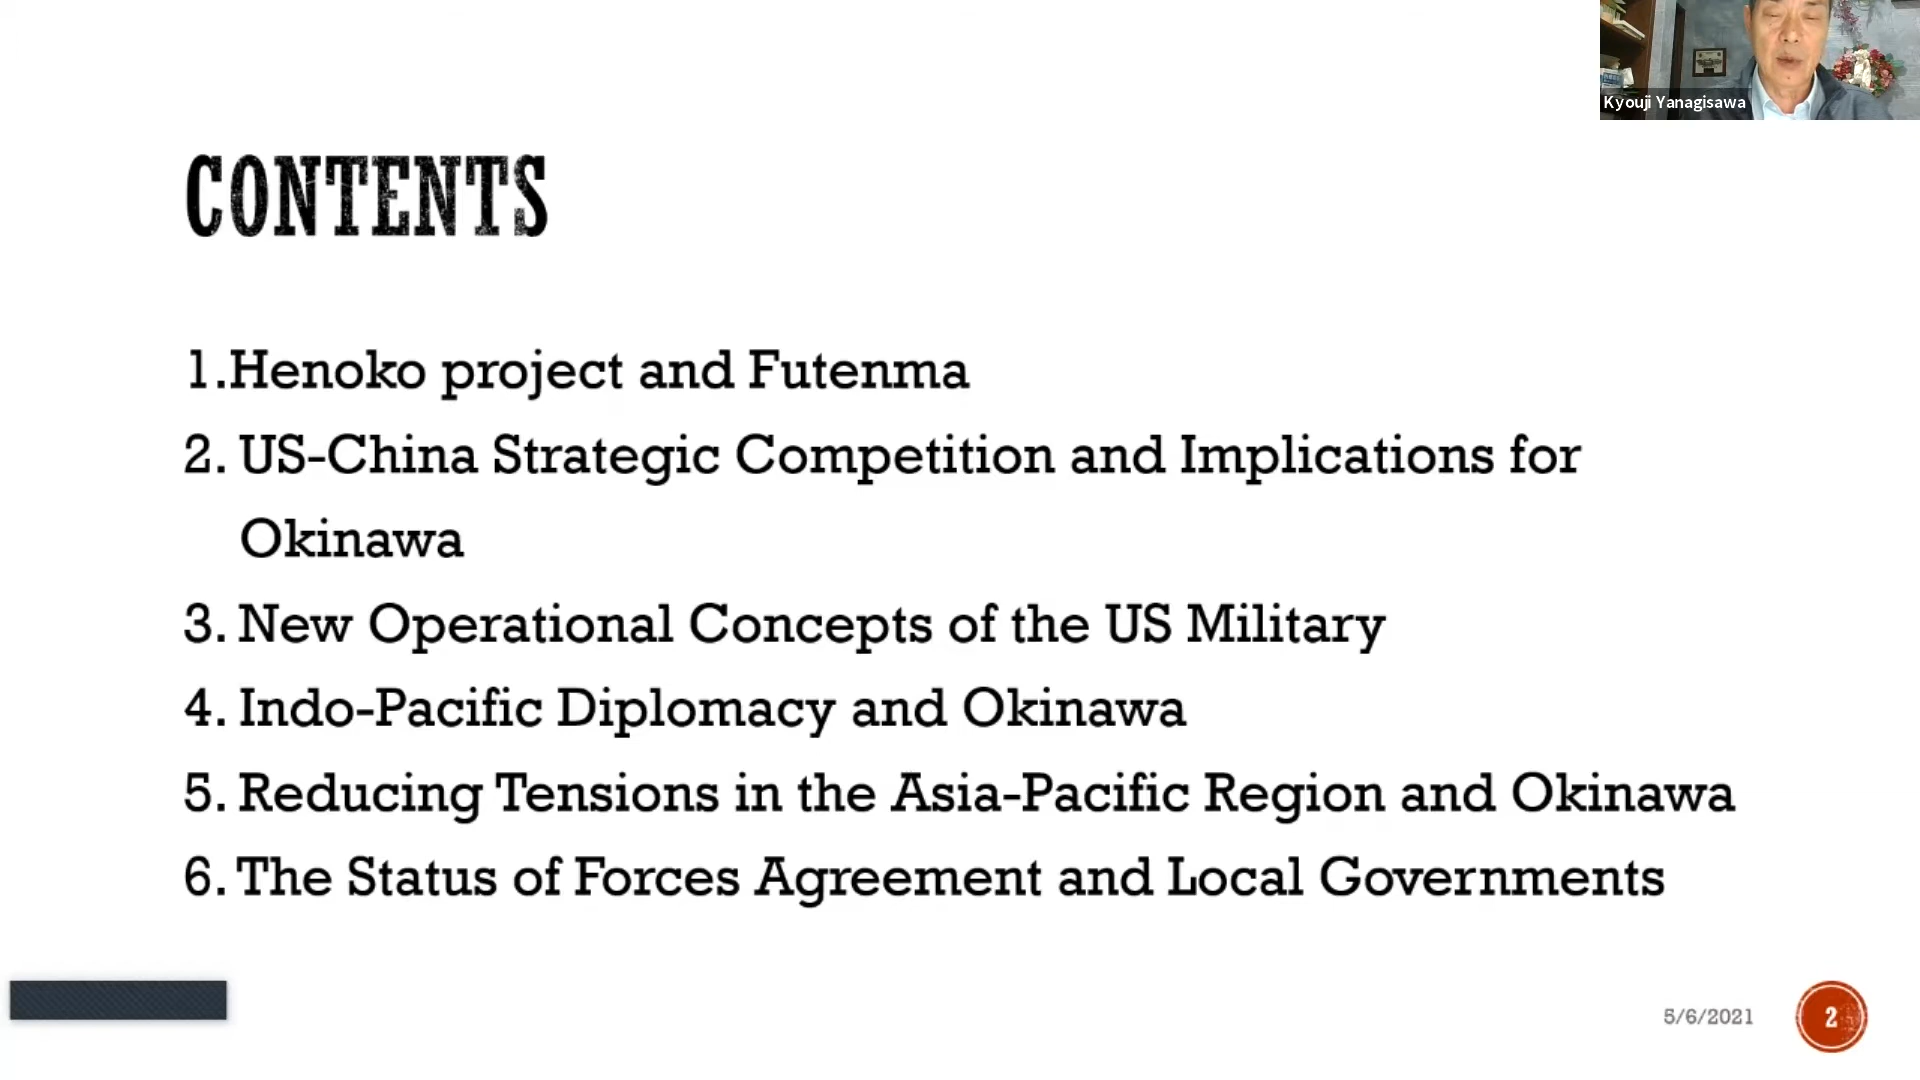 Kyouji Yanagisawa
CONTENTS
1.Henoko project and Futenma
2. US-China Strategic Competition and Implications for
Okinawa
3. New Operational Concepts of the US Military
4. Indo-Pacific Diplomacy and Okinawa
5. Reducing Tensions in the Asia-Pacific Region and Okinawa
6. The Status of Forces Agreement and Local Governments
5/6/2021
2